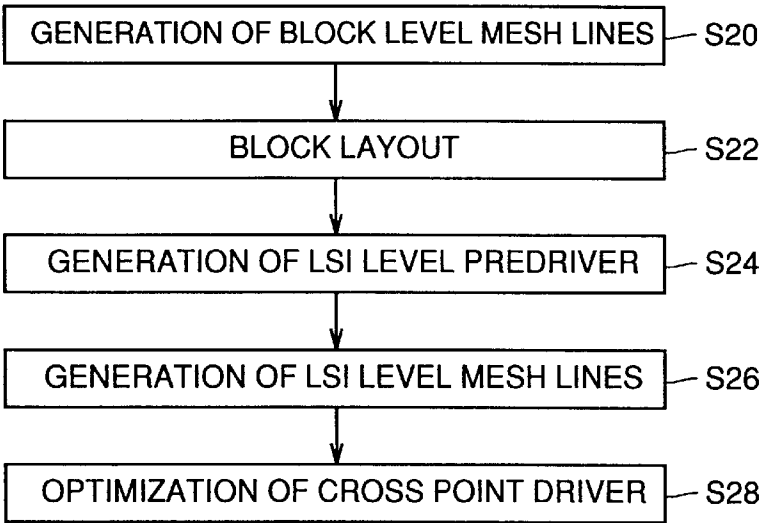 GENERATION OF BLOCK LEVEL MESH LINES S20
BLOCK LAYOUT S22
GENERATION OF LSI LEVEL PREDRIVER S24
GENERATION OF LSI LEVEL MESH LINES S26
OPTIMIZATION OF CROSS POINT DRIVER S28